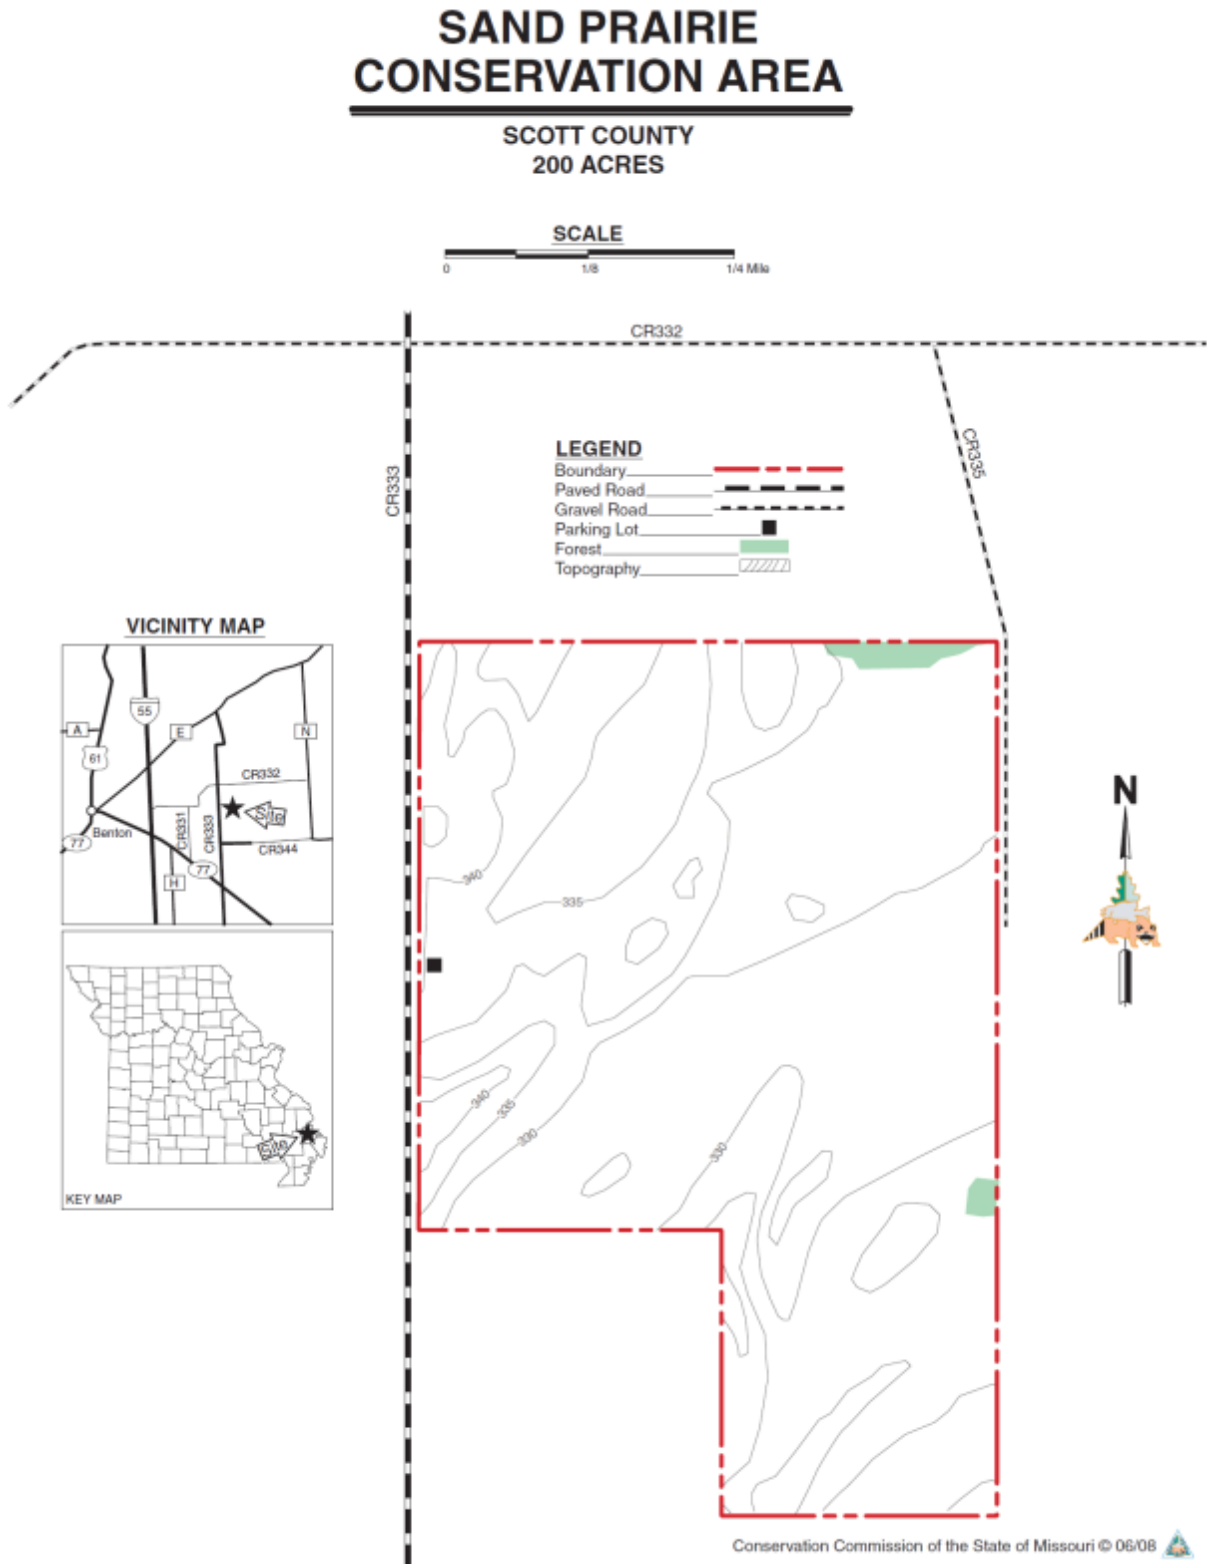 SAND PRAIRIE
CONSERVATION AREA
SCOTT COUNTY
200 ACRES
SCALE
0
1/8
1/4 Mile
CR332
CR335
CR333
LEGEND
Boundary
Paved Road
Gravel Road
Parking Lot
Forest
Topography
VICINITY MAP
55
A
E
N
61
CR332
Site
Benton
CR331
CR333
77
CR344
77
H
N
340
335
340
335
330
330
Site
KEY MAP
Conservation Commission of the State of Missouri © 06/08